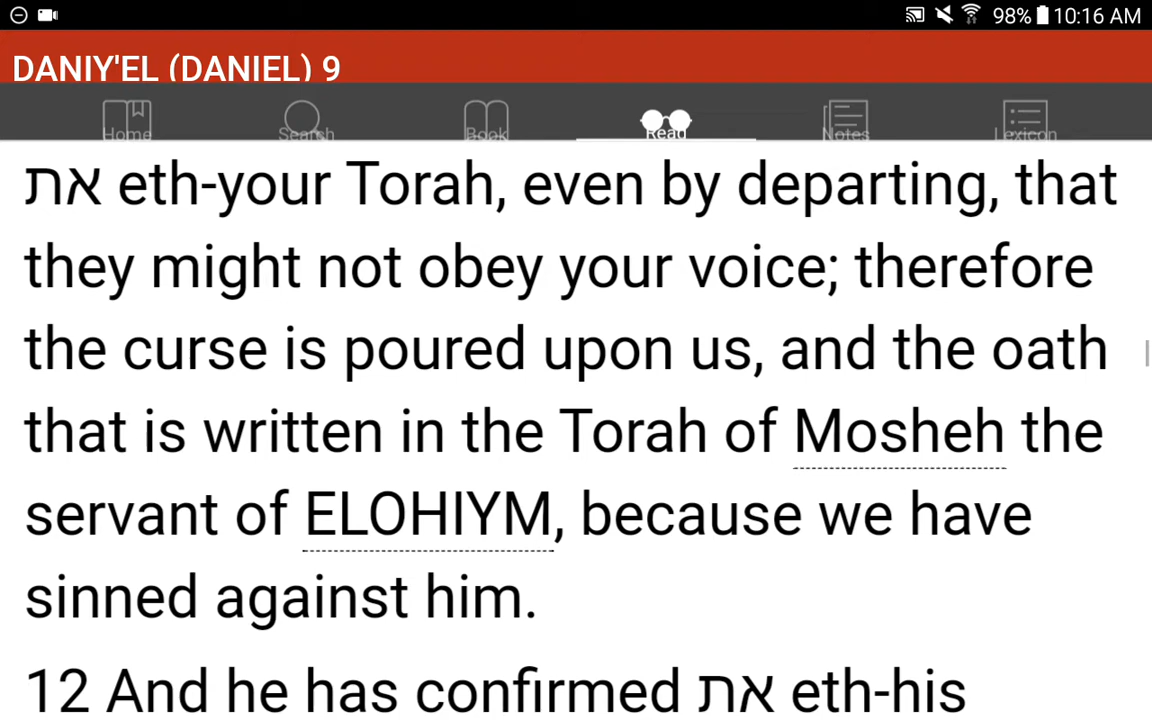 98% 10:16 AM
DANIY'EL (DANIEL) 9
Home Search Book Read Notes Lexicon
את eth-your Torah, even by departing, that
they might not obey your voice; therefore
the curse is poured upon us, and the oath
that is written in the Torah of Mosheh the
servant of ELOHIYM, because we have
sinned against him.
12 And he has confirmed את eth-his